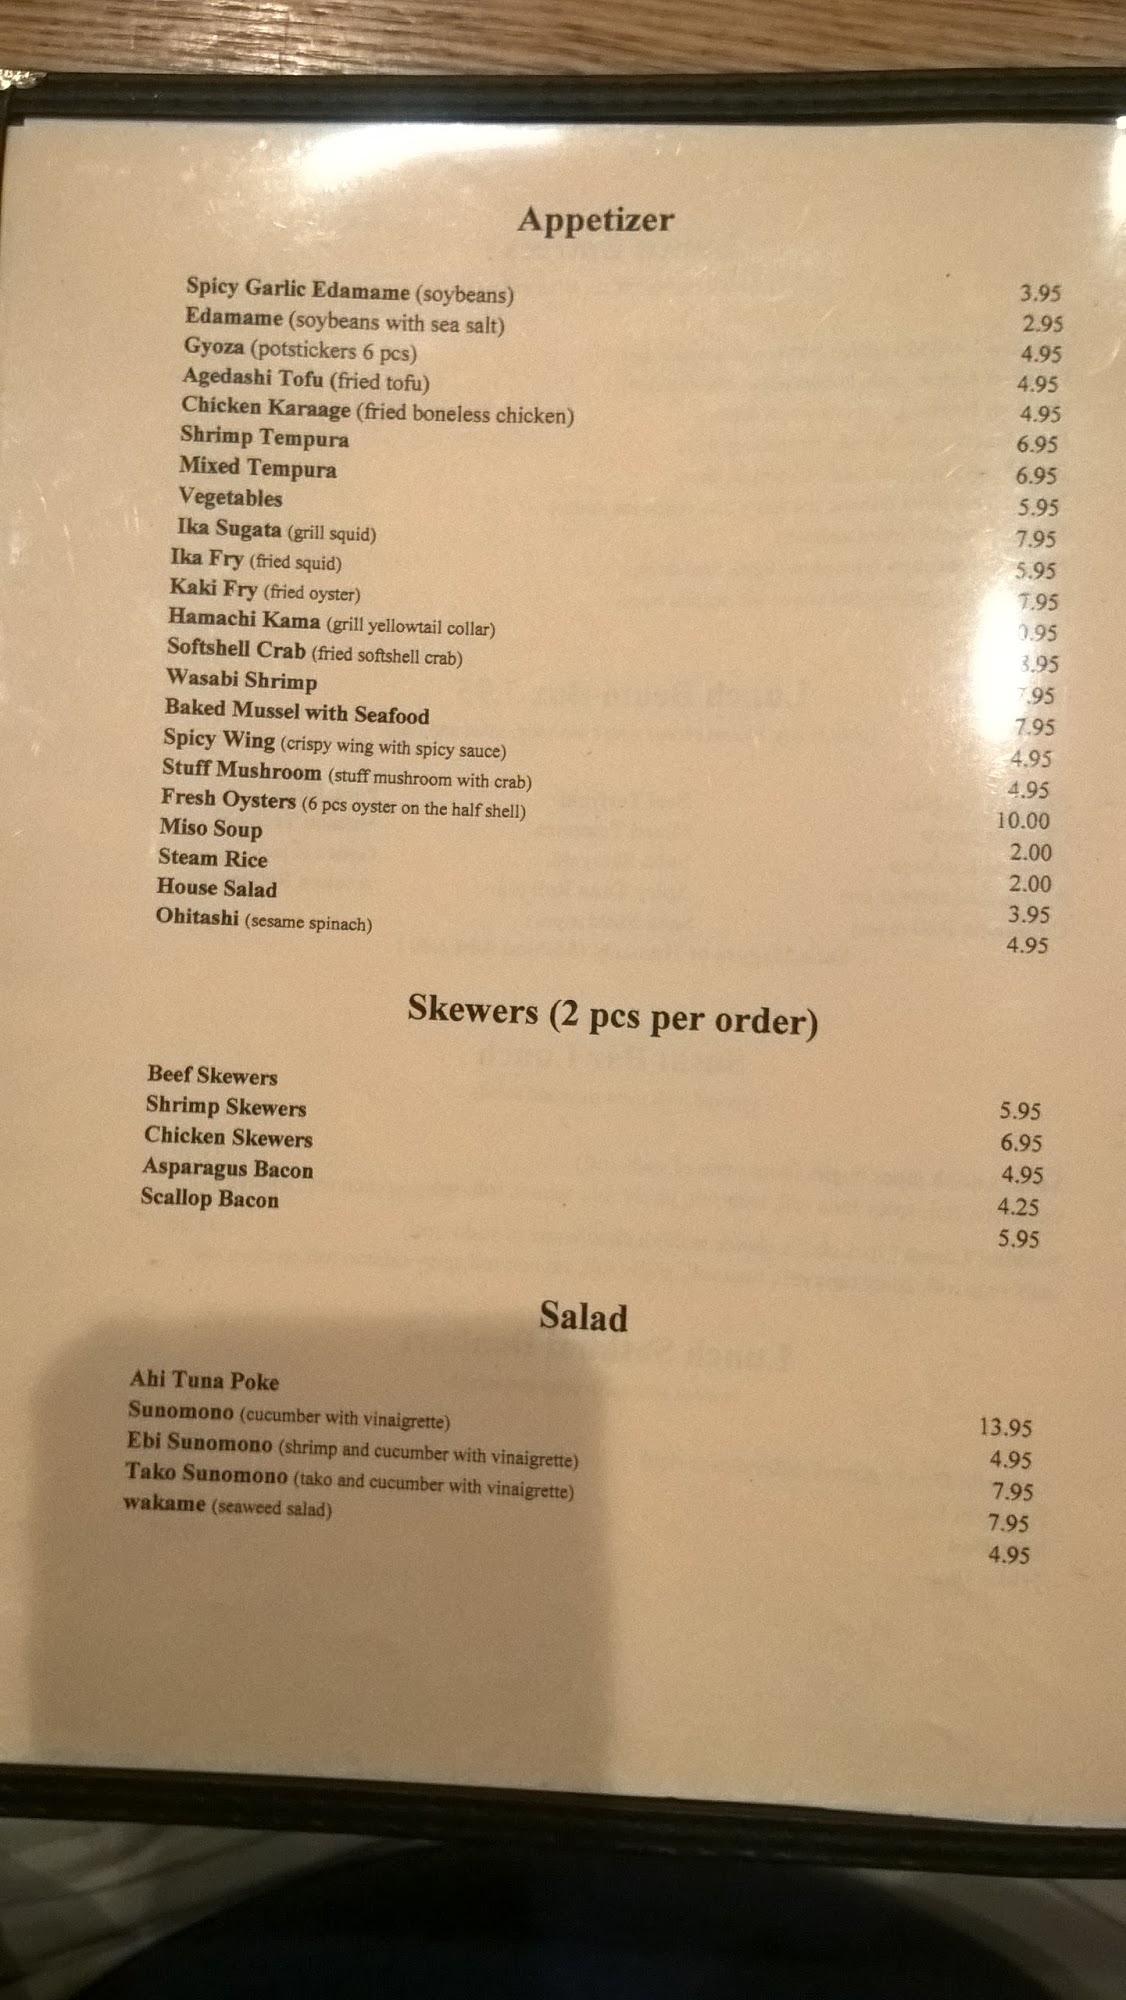 Appetizer
Spicy Garlic Edamame (soybeans) 3.95
Edamame (soybeans with sea salt) 2.95
Gyoza (potstickers 6 pcs) 4.95
Agedashi Tofu (fried tofu) 4.95
Chicken Karaage (fried boneless chicken) 4.95
Shrimp Tempura 6.95
Mixed Tempura 6.95
Vegetables 5.95
Ika Sugata (grill squid) 7.95
Ika Fry (fried squid) 5.95
Kaki Fry (fried oyster) 7.95
Hamachi Kama (grill yellowtail collar)
Softshell Crab (fried softshell crab)
Wasabi Shrimp 7.95
Baked Mussel with Seafood 7.95
Spicy Wing (crispy wing with spicy sauce) 4.95
Stuff Mushroom (stuff mushroom with crab) 4.95
Fresh Oysters (6 pcs oyster on the half shell) 10.00
Miso Soup 2.00
Steam Rice 2.00
House Salad 3.95
Ohitashi (sesame spinach) 4.95
Skewers (2 pcs per order)
Beef Skewers 5.95
Shrimp Skewers 6.95
Chicken Skewers 4.95
Asparagus Bacon 4.25
Scallop Bacon 5.95
Salad
Ahi Tuna Poke 13.95
Sunomono (cucumber with vinaigrette) 4.95
Ebi Sunomono (shrimp and cucumber with vinaigrette) 7.95
Tako Sunomono (tako and cucumber with vinaigrette) 7.95
wakame (seaweed salad) 4.95